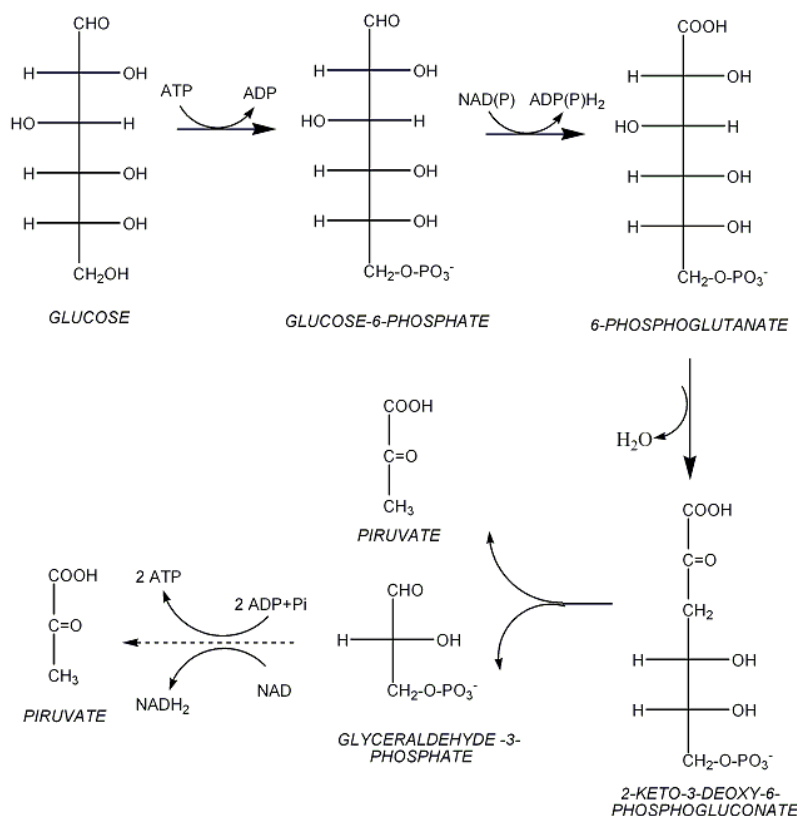 CHO
H OH
HO H
H OH
H OH
CH2OH
GLUCOSE
ATP ADP
CHO
H OH
HO H
H OH
H OH
CH2-O-PO3-
GLUCOSE-6-PHOSPHATE
NAD(P) ADP(P)H2
COOH
H OH
HO H
H OH
H OH
CH2-O-PO3-
6-PHOSPHOGLUTANATE
H2O
COOH
C=O
CH2
H OH
H OH
CH2-O-PO3-
2-KETO-3-DEOXY-6-
PHOSPHOGLUCONATE
COOH
C=O
CH3
PIRUVATE
CHO
H OH
CH2-O-PO3-
GLYCERALDEHYDE -3-
PHOSPHATE
2 ATP
2 ADP+Pi
NADH2
NAD
COOH
C=O
CH3
PIRUVATE